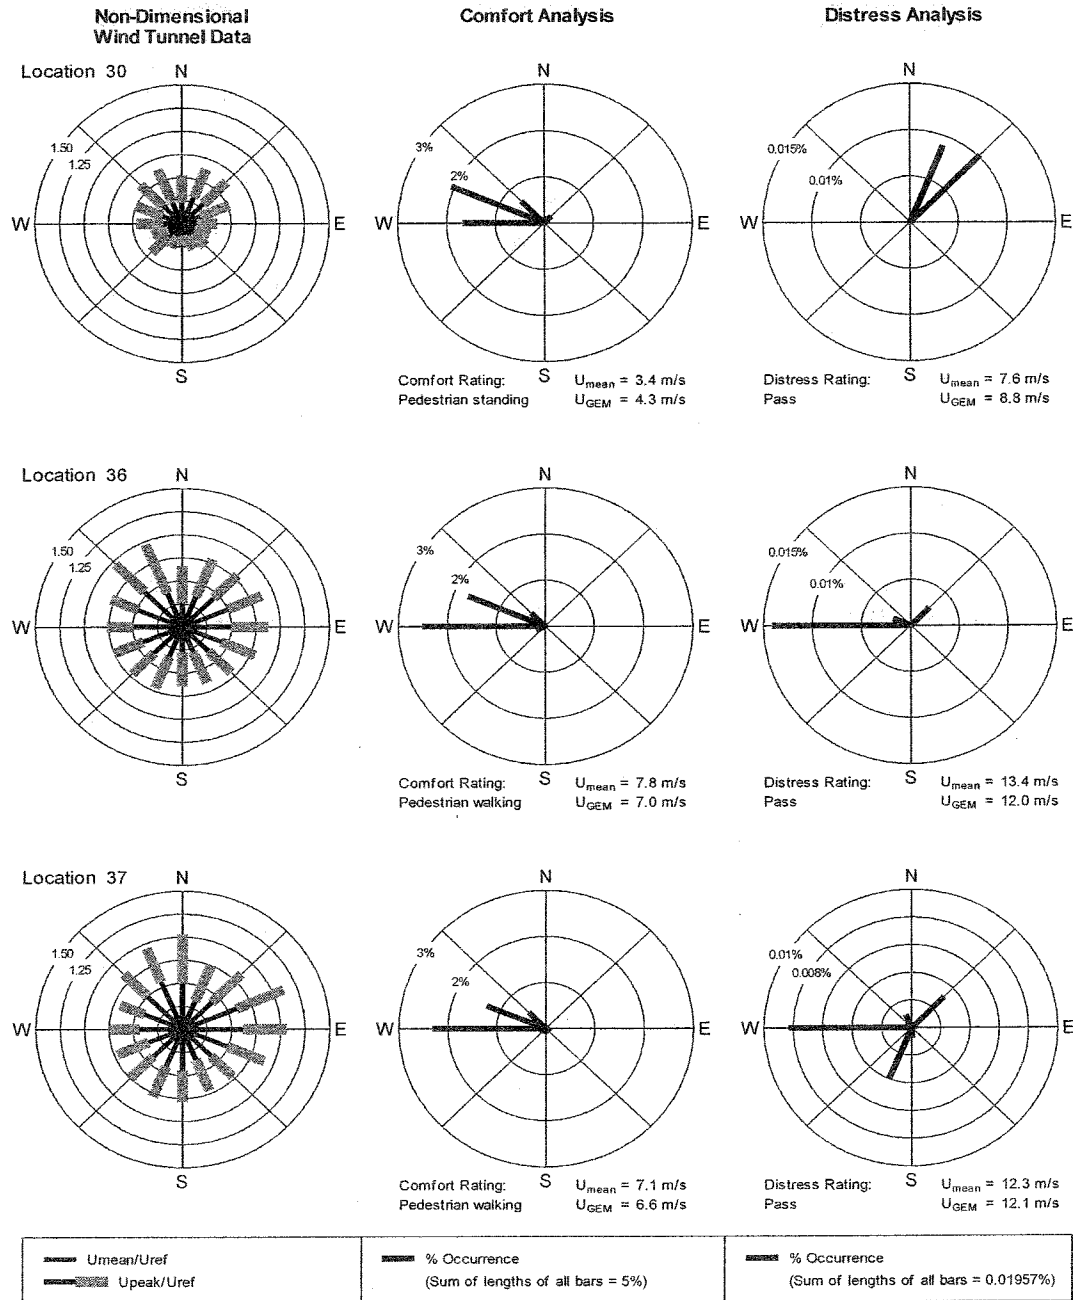 Non-Dimensional
Wind Tunnel Data
Comfort Analysis
Distress Analysis
Location 30
N
1.50
1.25
W
E
S
N
3%
2%
W
E
S
N
0.015%
0.01%
W
E
S
Comfort Rating:
Pedestrian standing
Umean = 3.4 m/s
UGEM = 4.3 m/s
Distress Rating:
Pass
Umean = 7.6 m/s
UGEM = 8.8 m/s
Location 36
N
1.50
1.25
W
E
S
N
3%
2%
W
E
S
N
0.015%
0.01%
W
E
S
Comfort Rating:
Pedestrian walking
Umean = 7.8 m/s
UGEM = 7.0 m/s
Distress Rating:
Pass
Umean = 13.4 m/s
UGEM = 12.0 m/s
Location 37
N
1.50
1.25
W
E
S
N
3%
2%
W
E
S
N
0.01%
0.008%
W
E
S
Comfort Rating:
Pedestrian walking
Umean = 7.1 m/s
UGEM = 6.6 m/s
Distress Rating:
Pass
Umean = 12.3 m/s
UGEM = 12.1 m/s
Umean/Uref
Upeak/Uref
% Occurrence
(Sum of lengths of all bars = 5%)
% Occurrence
(Sum of lengths of all bars = 0.01957%)